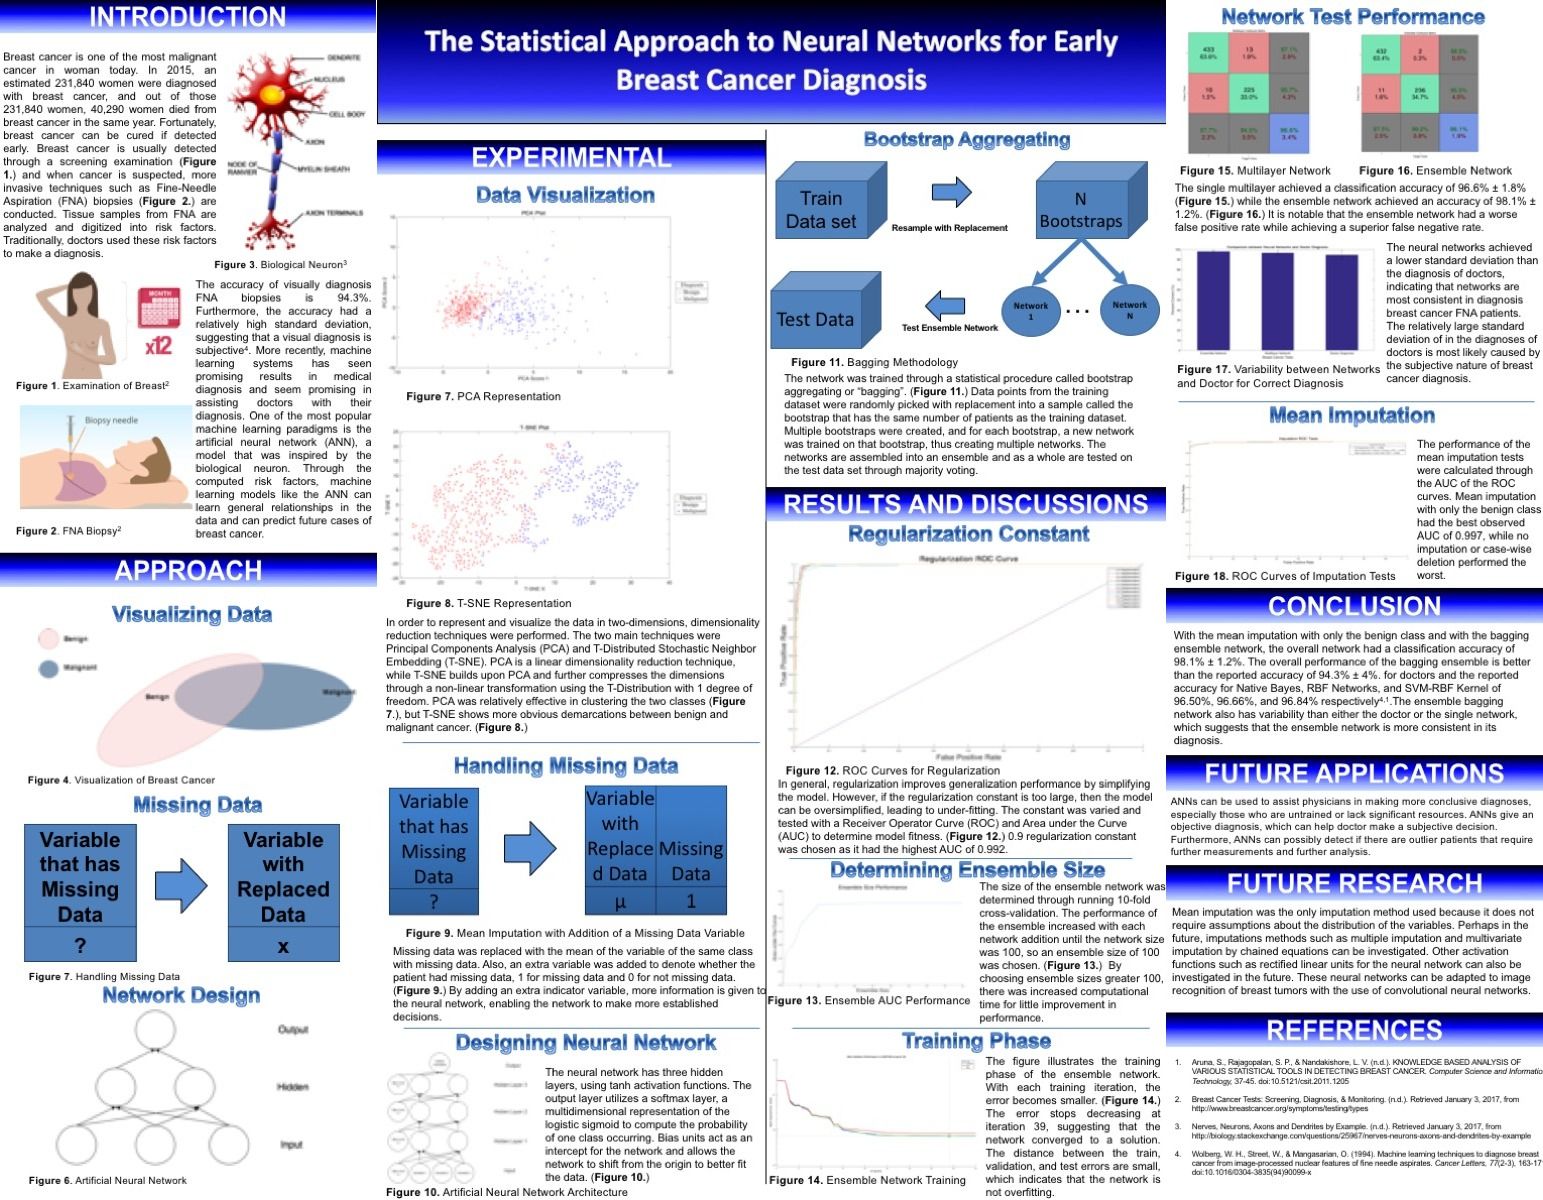 INTRODUCTION
Breast cancer is one of the most malignant
cancer in woman today. In 2015, an
estimated 231,840 women were diagnosed
with breast cancer, and out of those
231,840 women, 40,290 women died from
breast cancer in the same year. Fortunately,
breast cancer can be cured if detected
early. Breast cancer is usually detected
through a screening examination (Figure
1.) and when cancer is suspected, more
invasive techniques such as Fine-Needle
Aspiration (FNA) biopsies (Figure 2.) are
conducted. Tissue samples from FNA are
analyzed and digitized into risk factors.
Traditionally, doctors used these risk factors
to make a diagnosis.
DENDRITE
NUCLEUS
CELL BODY
AXON
NODE OF
RANVIER
MYELIN SHEATH
AXON TERMINALS
Figure 3. Biological Neuron3
MONTH
x12
Figure 1. Examination of Breast2
Biopsy needle
Figure 2. FNA Biopsy2
The accuracy of visually diagnosis
FNA biopsies is 94.3%.
Furthermore, the accuracy had a
relatively high standard deviation,
suggesting that a visual diagnosis is
subjective4. More recently, machine
learning systems has seen
promising results in medical
diagnosis and seem promising in
assisting doctors with their
diagnosis. One of the most popular
machine learning paradigms is the
artificial neural network (ANN), a
model that was inspired by the
biological neuron. Through the
computed risk factors, machine
learning models like the ANN can
learn general relationships in the
data and can predict future cases of
breast cancer.
APPROACH
Visualizing Data
Benign
Malignant
Benign
Malignant
Figure 4. Visualization of Breast Cancer
Missing Data
Variable
that has
Missing
Data
?
Variable
with
Replaced
Data
x
Figure 7. Handling Missing Data
Network Design
Output
Hidden
Input
Figure 6. Artificial Neural Network
The Statistical Approach to Neural Networks for Early
Breast Cancer Diagnosis
EXPERIMENTAL
Data Visualization
PCA Plot
PCA Score 2
PCA Score 1
Diagnosis
Benign
Malignant
Figure 7. PCA Representation
T-SNE Plot
T-SNE Y
T-SNE X
Diagnosis
Benign
Malignant
Figure 8. T-SNE Representation
In order to represent and visualize the data in two-dimensions, dimensionality
reduction techniques were performed. The two main techniques were
Principal Components Analysis (PCA) and T-Distributed Stochastic Neighbor
Embedding (T-SNE). PCA is a linear dimensionality reduction technique,
while T-SNE builds upon PCA and further compresses the dimensions
through a non-linear transformation using the T-Distribution with 1 degree of
freedom. PCA was relatively effective in clustering the two classes (Figure
7.), but T-SNE shows more obvious demarcations between benign and
malignant cancer. (Figure 8.)
Handling Missing Data
Variable
that has
Missing
Data
?
Variable
with
Replace
d Data
μ
Missing
Data
1
Figure 9. Mean Imputation with Addition of a Missing Data Variable
Missing data was replaced with the mean of the variable of the same class
with missing data. Also, an extra variable was added to denote whether the
patient had missing data, 1 for missing data and 0 for not missing data.
(Figure 9.) By adding an extra indicator variable, more information is given to
the neural network, enabling the network to make more established
decisions.
Designing Neural Network
Output
Hidden Layer 3
Hidden Layer 2
Hidden Layer 1
Input
The neural network has three hidden
layers, using tanh activation functions. The
output layer utilizes a softmax layer, a
multidimensional representation of the
logistic sigmoid to compute the probability
of one class occurring. Bias units act as an
intercept for the network and allows the
network to shift from the origin to better fit
the data. (Figure 10.)
Figure 10. Artificial Neural Network Architecture
Bootstrap Aggregating
Train
Data set
Resample with Replacement
N
Bootstraps
Test Data
Test Ensemble Network
Network
1
...
Network
N
Figure 11. Bagging Methodology
The network was trained through a statistical procedure called bootstrap
aggregating or "bagging". (Figure 11.) Data points from the training
dataset were randomly picked with replacement into a sample called the
bootstrap that has the same number of patients as the training dataset.
Multiple bootstraps were created, and for each bootstrap, a new network
was trained on that bootstrap, thus creating multiple networks. The
networks are assembled into an ensemble and as a whole are tested on
the test data set through majority voting.
RESULTS AND DISCUSSIONS
Regularization Constant
Regularization ROC Curve
True Positive Rate
False Positive Rate
Figure 12. ROC Curves for Regularization
In general, regularization improves generalization performance by simplifying
the model. However, if the regularization constant is too large, then the model
can be oversimplified, leading to under-fitting. The constant was varied and
tested with a Receiver Operator Curve (ROC) and Area under the Curve
(AUC) to determine model fitness. (Figure 12.) 0.9 regularization constant
was chosen as it had the highest AUC of 0.992.
Determining Ensemble Size
Ensemble Size Performance
Ensemble Size
Figure 13. Ensemble AUC Performance
The size of the ensemble network was
determined through running 10-fold
cross-validation. The performance of
the ensemble increased with each
network addition until the network size
was 100, so an ensemble size of 100
was chosen. (Figure 13.) By
choosing ensemble sizes greater 100,
there was increased computational
time for little improvement in
performance.
Training Phase
Figure 14. Ensemble Network Training
The figure illustrates the training
phase of the ensemble network.
With each training iteration, the
error becomes smaller. (Figure 14.)
The error stops decreasing at
iteration 39, suggesting that the
network converged to a solution.
The distance between the train,
validation, and test errors are small,
which indicates that the network is
not overfitting.
Network Test Performance
433
63.6%
13
1.9%
97.1%
2.9%
10
1.5%
225
33.0%
95.7%
4.3%
96.6%
3.4%
432
63.4%
2
0.3%
11
1.6%
236
34.7%
98.1%
1.9%
Figure 15. Multilayer Network
Figure 16. Ensemble Network
The single multilayer achieved a classification accuracy of 96.6% ± 1.8%
(Figure 15.) while the ensemble network achieved an accuracy of 98.1% ±
1.2%. (Figure 16.) It is notable that the ensemble network had a worse
false positive rate while achieving a superior false negative rate.
Figure 17. Variability between Networks
and Doctor for Correct Diagnosis
The neural networks achieved
a lower standard deviation than
the diagnosis of doctors,
indicating that networks are
most consistent in diagnosis
breast cancer FNA patients.
The relatively large standard
deviation of in the diagnoses of
doctors is most likely caused by
the subjective nature of breast
cancer diagnosis.
Mean Imputation
Imputation ROC Tests
Figure 18. ROC Curves of Imputation Tests
The performance of the
mean imputation tests
were calculated through
the AUC of the ROC
curves. Mean imputation
with only the benign class
had the best observed
AUC of 0.997, while no
imputation or case-wise
deletion performed the
worst.
CONCLUSION
With the mean imputation with only the benign class and with the bagging
ensemble network, the overall network had a classification accuracy of
98.1% ± 1.2%. The overall performance of the bagging ensemble is better
than the reported accuracy of 94.3% ± 4%. for doctors and the reported
accuracy for Native Bayes, RBF Networks, and SVM-RBF Kernel of
96.50%, 96.66%, and 96.84% respectively4,1.The ensemble bagging
network also has variability than either the doctor or the single network,
which suggests that the ensemble network is more consistent in its
diagnosis.
FUTURE APPLICATIONS
ANNs can be used to assist physicians in making more conclusive diagnoses,
especially those who are untrained or lack significant resources. ANNs give an
objective diagnosis, which can help doctor make a subjective decision.
Furthermore, ANNs can possibly detect if there are outlier patients that require
further measurements and further analysis.
FUTURE RESEARCH
Mean imputation was the only imputation method used because it does not
require assumptions about the distribution of the variables. Perhaps in the
future, imputations methods such as multiple imputation and multivariate
imputation by chained equations can be investigated. Other activation
functions such as rectified linear units for the neural network can also be
investigated in the future. These neural networks can be adapted to image
recognition of breast tumors with the use of convolutional neural networks.
REFERENCES
1. Aruna, S., Rajagopalan, S. P., & Nandakishore, L. V. (n.d.). KNOWLEDGE BASED ANALYSIS OF
VARIOUS STATISTICAL TOOLS IN DETECTING BREAST CANCER. Computer Science and Informatio
Technology, 37-45. doi:10.5121/csit.2011.1205
2. Breast Cancer Tests: Screening, Diagnosis, & Monitoring. (n.d.). Retrieved January 3, 2017, from
http://www.breastcancer.org/symptoms/testing/types
3. Nerves, Neurons, Axons and Dendrites by Example. (n.d.). Retrieved January 3, 2017, from
http://biology.stackexchange.com/questions/25967/nerves-neurons-axons-and-dendrites-by-example
4. Wolberg, W. H., Street, W., & Mangasarian, O. (1994). Machine learning techniques to diagnose breast
cancer from image-processed nuclear features of fine needle aspirates. Cancer Letters, 77(2-3), 163-17
doi:10.1016/0304-3835(94)90099-x